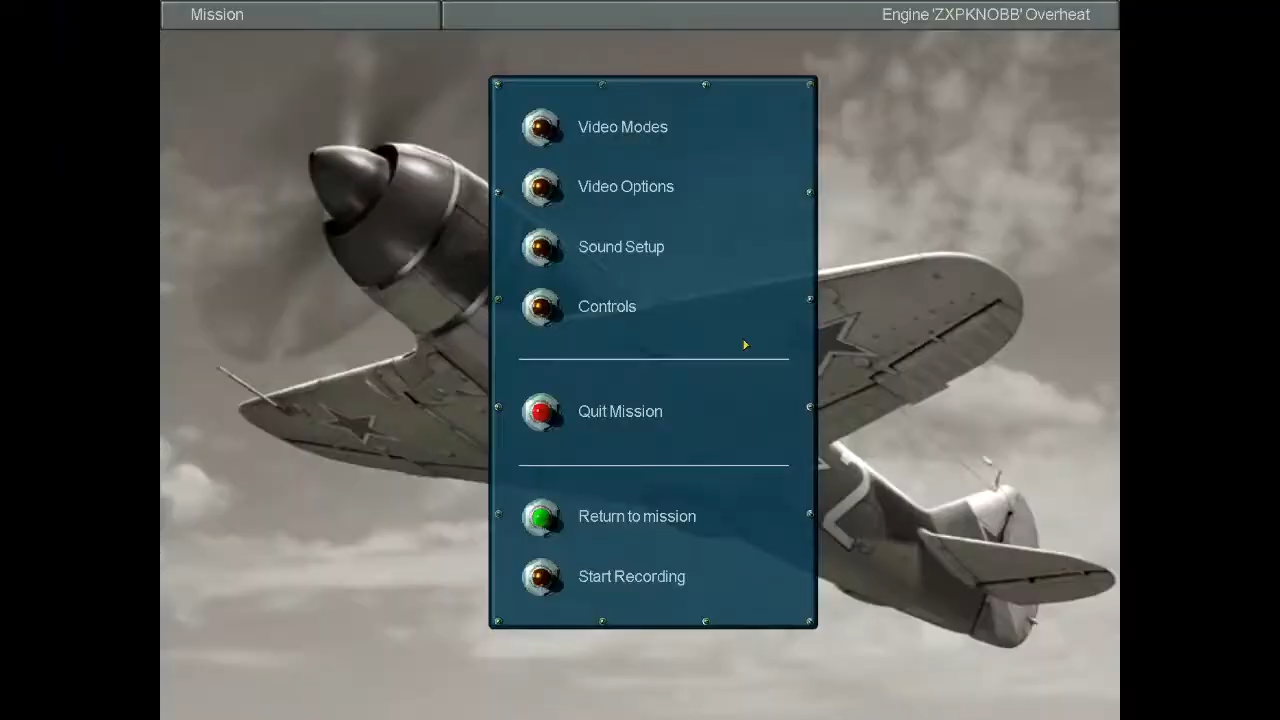 Mission
Engine 'ZXPKNOBB' Overheat
Video Modes
Video Options
Sound Setup
Controls
Quit Mission
Return to mission
Start Recording